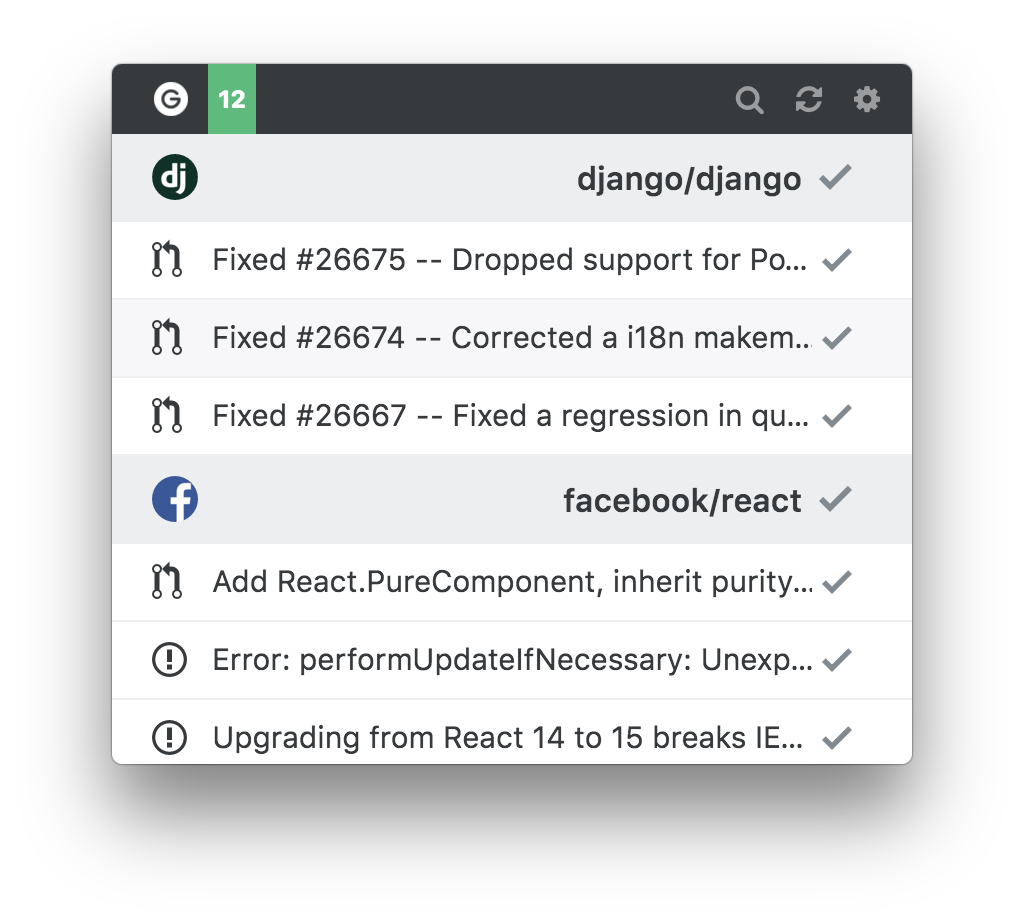 G 12
dj django/django
Fixed #26675 -- Dropped support for Po...
Fixed #26674 -- Corrected a i18n makem...
Fixed #26667 -- Fixed a regression in qu...
f facebook/react
Add React.PureComponent, inherit purity...
Error: performUpdateIfNecessary: Unexp...
Upgrading from React 14 to 15 breaks IE...